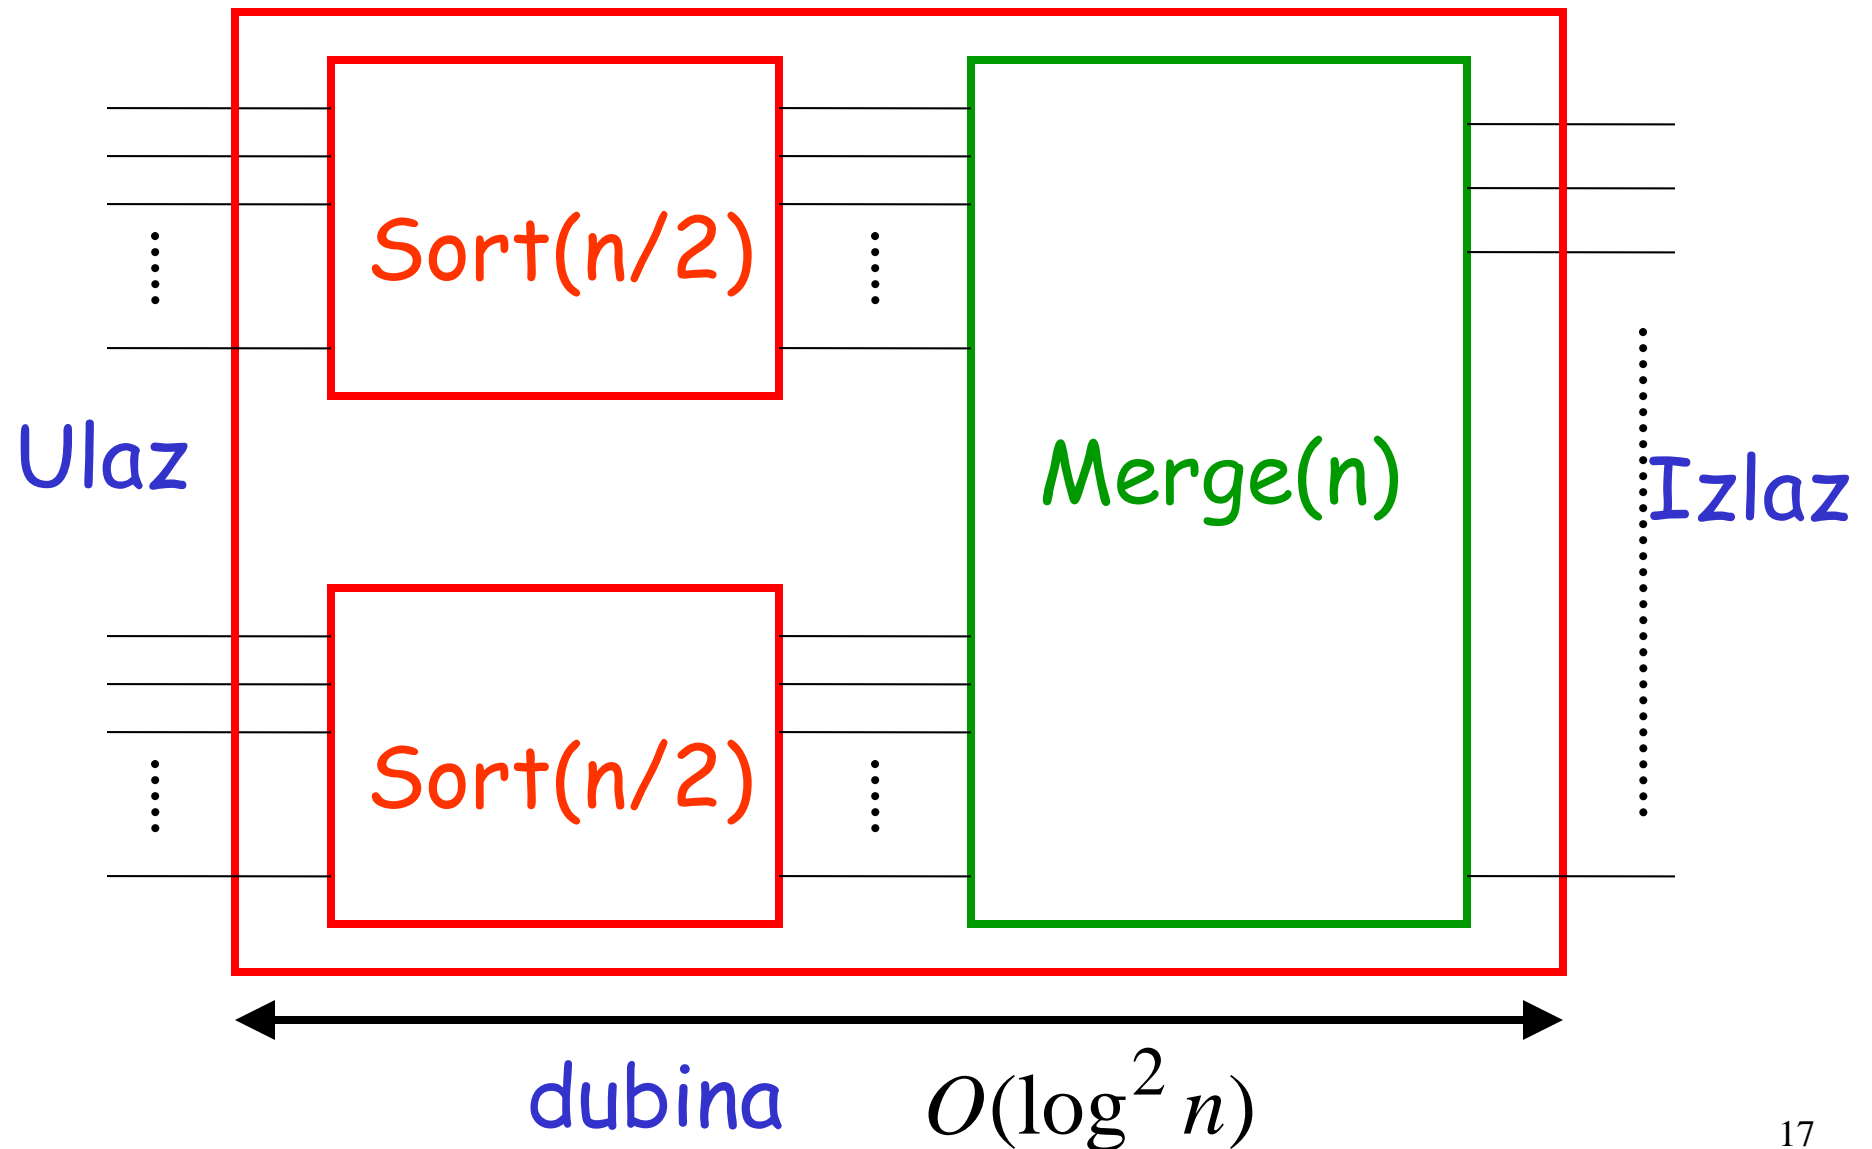 Sort(n/2)
Ulaz
Merge(n)
Izlaz
Sort(n/2)
dubina O(log² n)
17